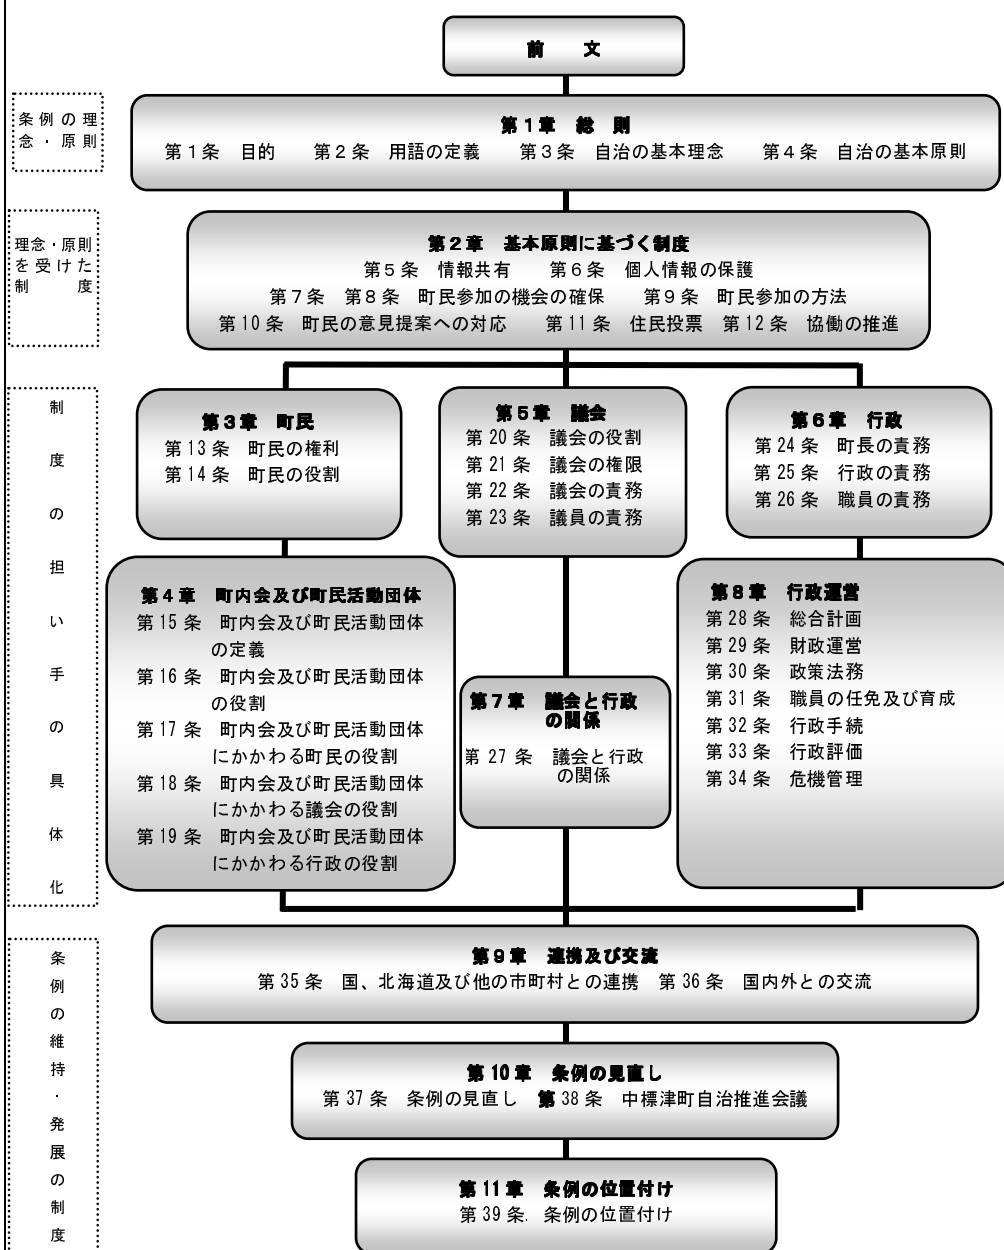 前　文
条例の理
念・原則
第１章　総　則
第１条　目的　　第２条　用語の定義　　第３条　自治の基本理念　　第４条　自治の基本原則
理念・原則
を受けた
制度
第２章　基本原則に基づく制度
第５条　情報共有　　第６条　個人情報の保護
第７条　第８条　町民参加の機会の確保　　第９条　町民参加の方法
第10条　町民の意見提案への対応　　第11条　住民投票　第12条　協働の推進
制度の担い手の具体化
第３章　町民
第13条　町民の権利
第14条　町民の役割
第４章　町内会及び町民活動団体
第15条　町内会及び町民活動団体
の定義
第16条　町内会及び町民活動団体
の役割
第17条　町内会及び町民活動団体
にかかわる町民の役割
第18条　町内会及び町民活動団体
にかかわる議会の役割
第19条　町内会及び町民活動団体
にかかわる行政の役割
第５章　議会
第20条　議会の役割
第21条　議会の権限
第22条　議会の責務
第23条　議員の責務
第７章　議会と行政
の関係
第27条　議会と行政
の関係
第６章　行政
第24条　町長の責務
第25条　行政の責務
第26条　職員の責務
第８章　行政運営
第28条　総合計画
第29条　財政運営
第30条　政策法務
第31条　職員の任免及び育成
第32条　行政手続
第33条　行政評価
第34条　危機管理
条例の維持・発展の制度
第９章　連携及び交流
第35条　国、北海道及び他の市町村との連携　第36条　国内外との交流
第10章　条例の見直し
第37条　条例の見直し　第38条　中標津町自治推進会議
第11章　条例の位置付け
第39条　条例の位置付け